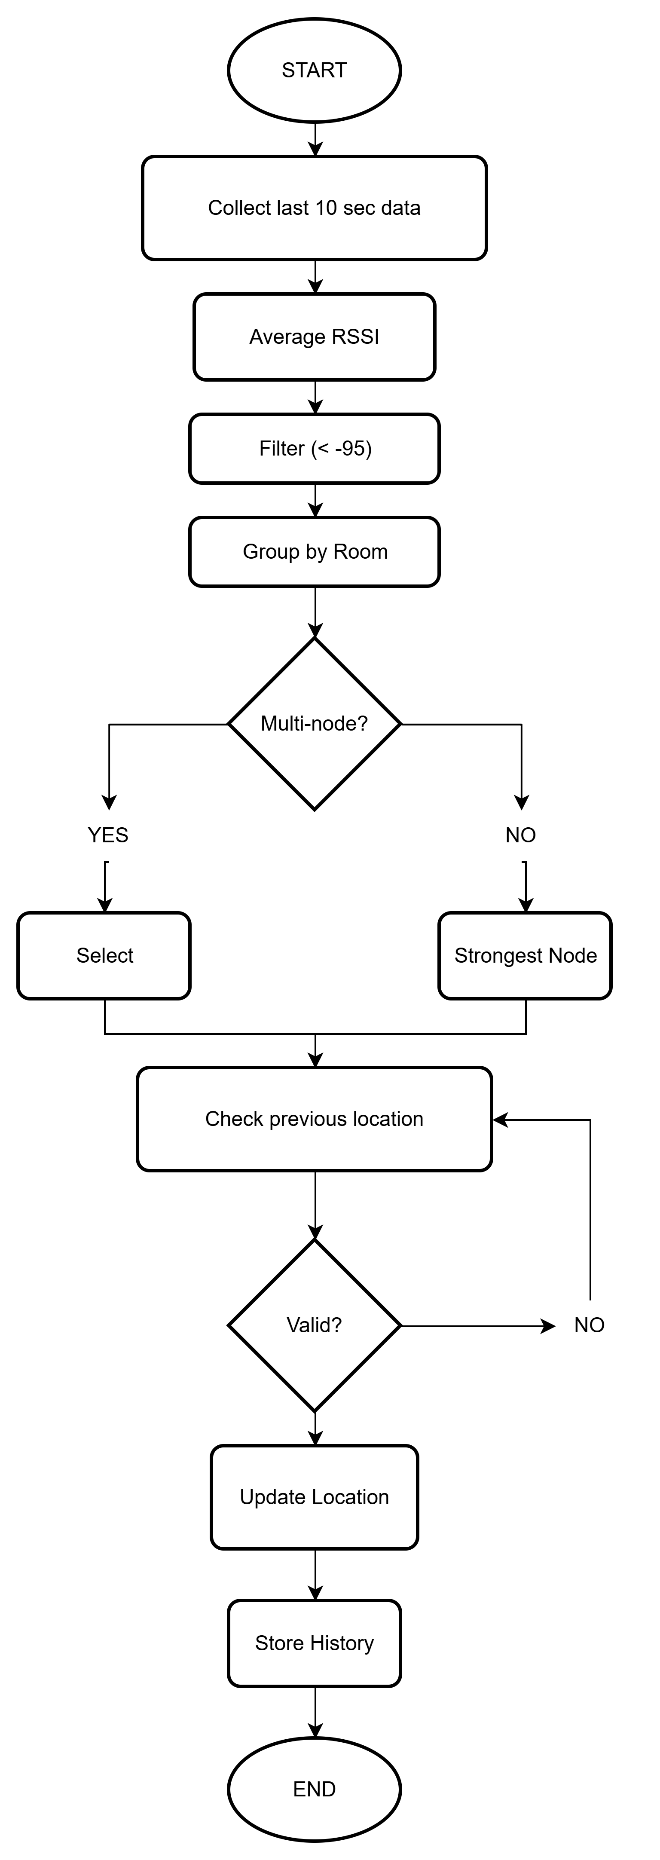 START
Collect last 10 sec data
Average RSSI
Filter (< -95)
Group by Room
Multi-node?
YES
NO
Select
Strongest Node
Check previous location
Valid?
NO
Update Location
Store History
END